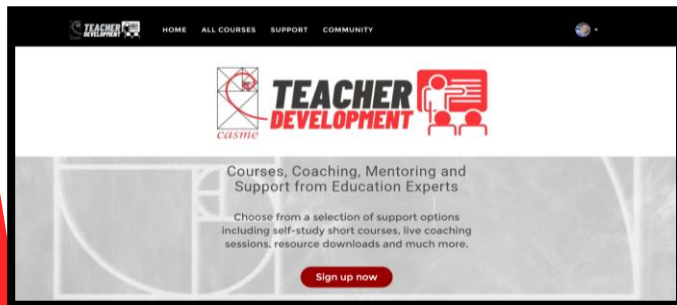 TEACHER DEVELOPMENT HOME ALL COURSES SUPPORT COMMUNITY
casme
TEACHER
DEVELOPMENT
Courses, Coaching, Mentoring and
Support from Education Experts
Choose from a selection of support options
including self-study short courses, live coaching
sessions, resource downloads and much more.
Sign up now